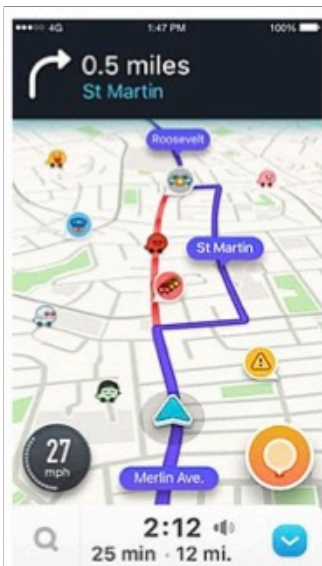 4G 1:47 PM 100%
0.5 miles
St Martin
Roosevelt
St Martin
27
mph
Merlin Ave.
2:12
25 min · 12 mi.